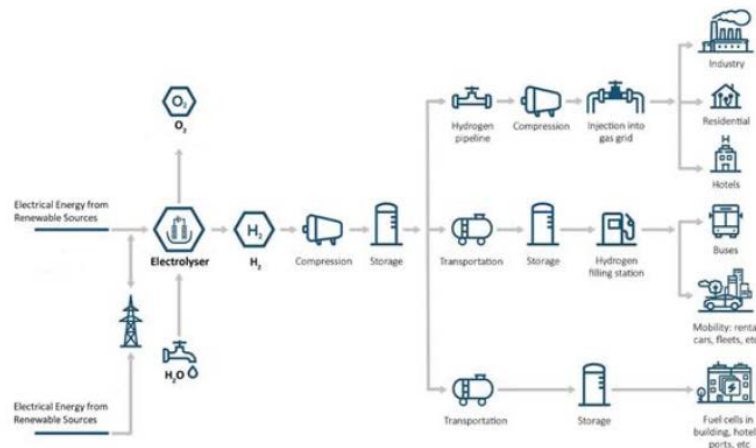 Industry
O₂
O₂
Hydrogen
pipeline
Compression
Injection into
gas grid
Residential
Hotels
Electrical Energy from
Renewable Sources
Electrolyser
H₂
H₂
Compression
Storage
Transportation
Storage
Hydrogen
filling station
Buses
Mobility: renta
cars, fleets, etc
H₂O
Electrical Energy from
Renewable Sources
Transportation
Storage
Fuel cells in
building, hotel
ports, etc